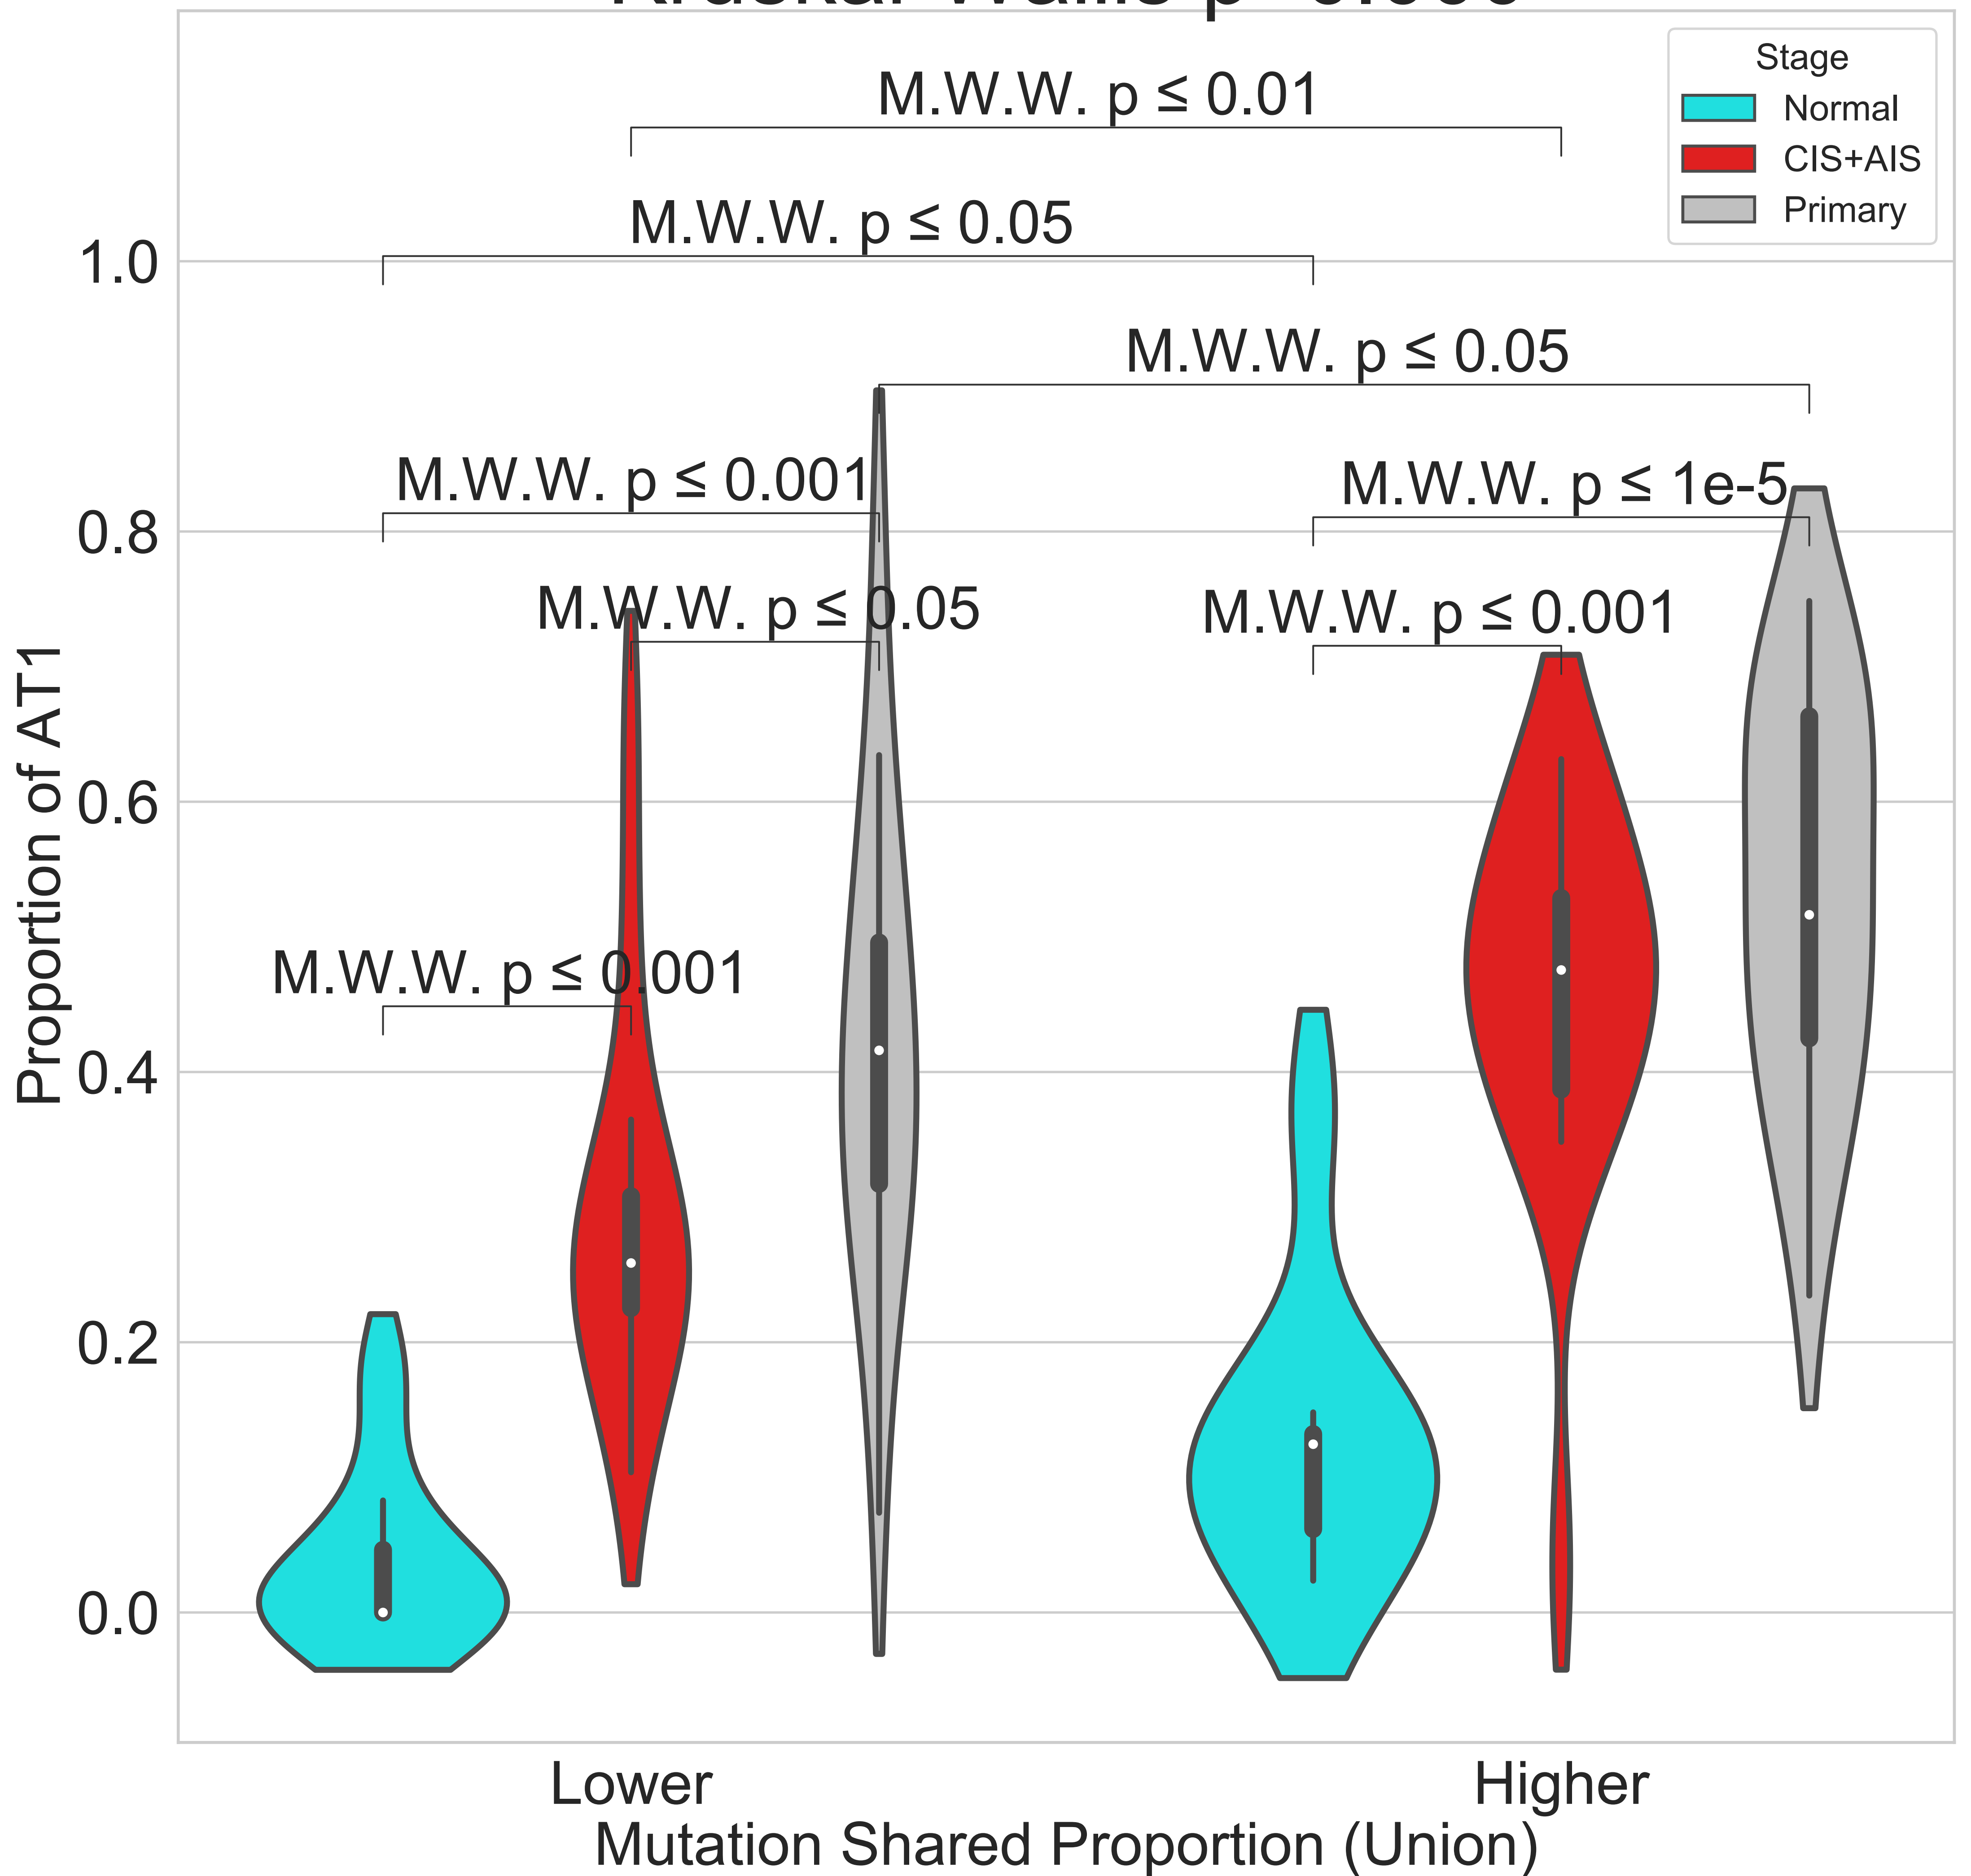 Stage
Normal
CIS+AIS
Primary
M.W.W. p ≤ 0.01
M.W.W. p ≤ 0.05
M.W.W. p ≤ 0.05
M.W.W. p ≤ 0.001
M.W.W. p ≤ 1e-5
M.W.W. p ≤ 0.05
M.W.W. p ≤ 0.001
M.W.W. p ≤ 0.001
1.0
0.8
0.6
0.4
0.2
0.0
Proportion of AT1
Lower
Higher
Mutation Shared Proportion (Union)